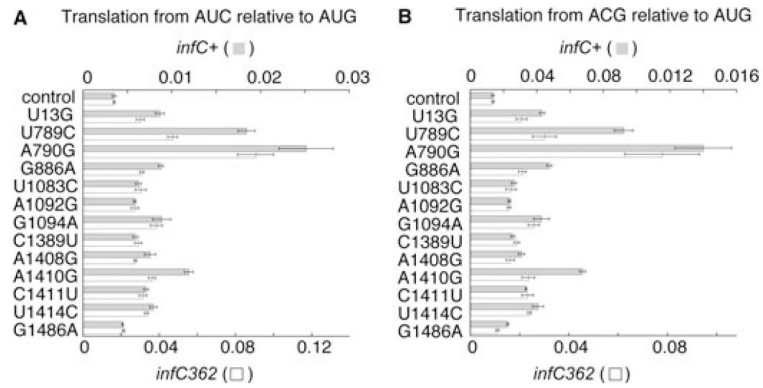 A Translation from AUC relative to AUG
infC+ ( )
0 0.01 0.02 0.03
control
U13G
U789C
A790G
G886A
U1083C
A1092G
G1094A
C1389U
A1408G
A1410G
C1411U
U1414C
G1486A
0 0.04 0.08 0.12
infC362 ( )
B Translation from ACG relative to AUG
infC+ ( )
0 0.04 0.08 0.012 0.016
control
U13G
U789C
A790G
G886A
U1083C
A1092G
G1094A
C1389U
A1408G
A1410G
C1411U
U1414C
G1486A
0 0.04 0.08
infC362 ( )